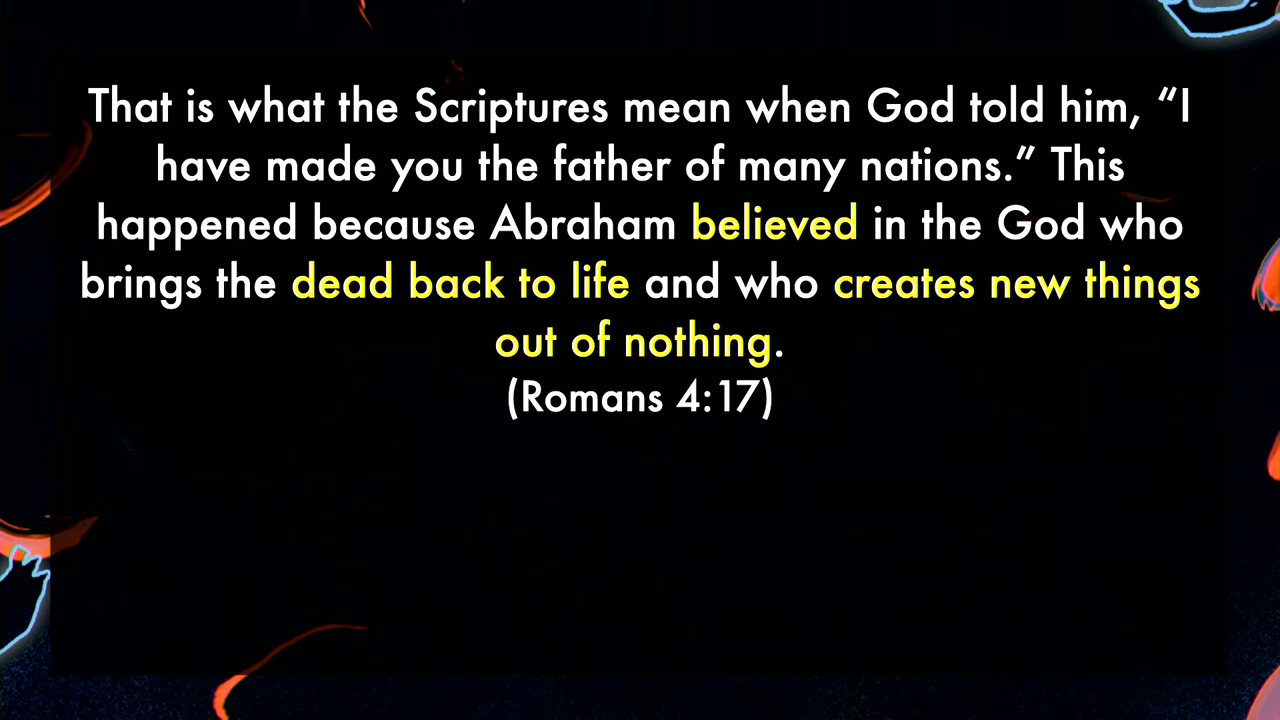 That is what the Scriptures mean when God told him, “I
have made you the father of many nations.” This
happened because Abraham believed in the God who
brings the dead back to life and who creates new things
out of nothing.
(Romans 4:17)